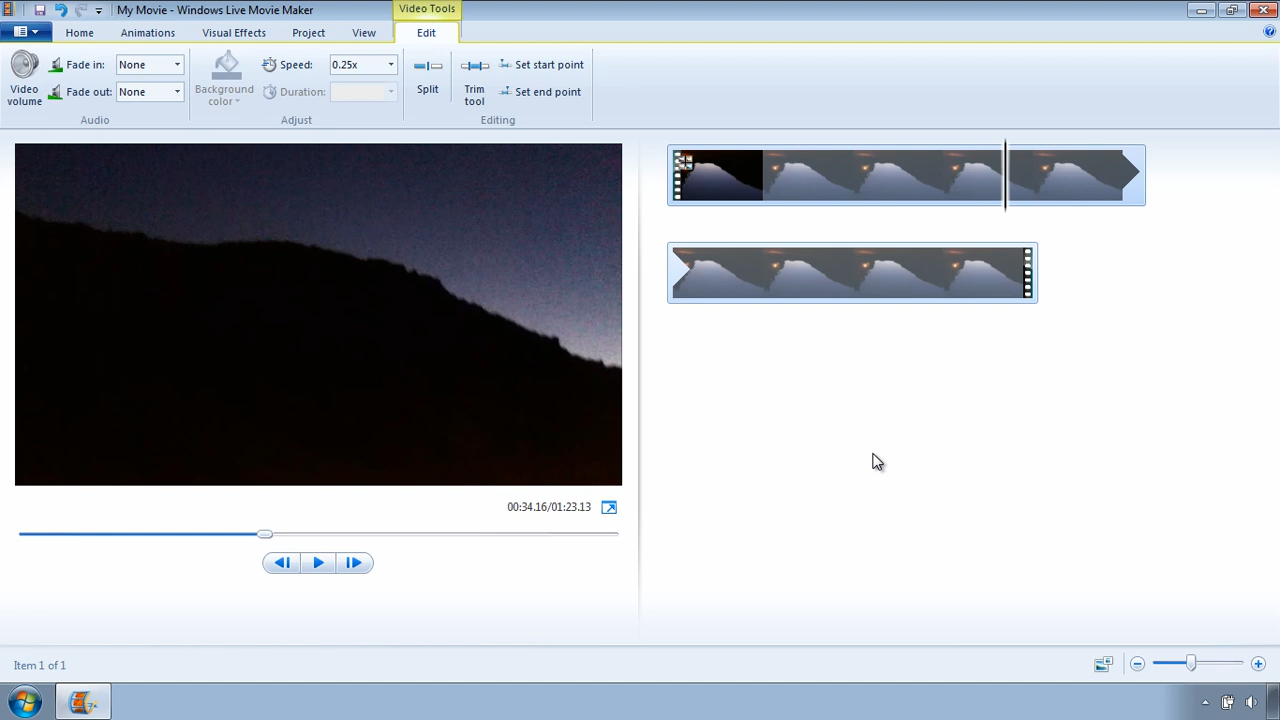 My Movie - Windows Live Movie Maker
Video Tools
Home Animations Visual Effects Project View Edit
Video volume
Fade in: None
Fade out: None
Audio
Background color
Speed: 0.25x
Duration:
Adjust
Split
Trim tool
Set start point
Set end point
Editing
00:34.16/01:23.13
Item 1 of 1